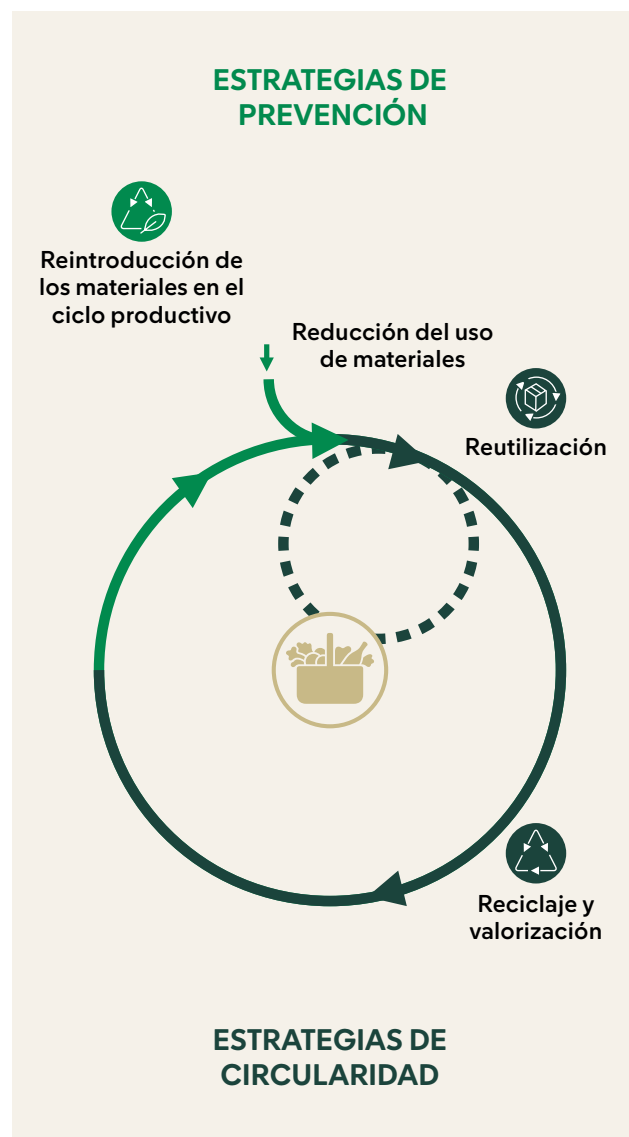 ESTRATEGIAS DE
PREVENCIÓN
Reintroducción de
los materiales en el
ciclo productivo
Reducción del uso
de materiales
Reutilización
Reciclaje y
valorización
ESTRATEGIAS DE
CIRCULARIDAD